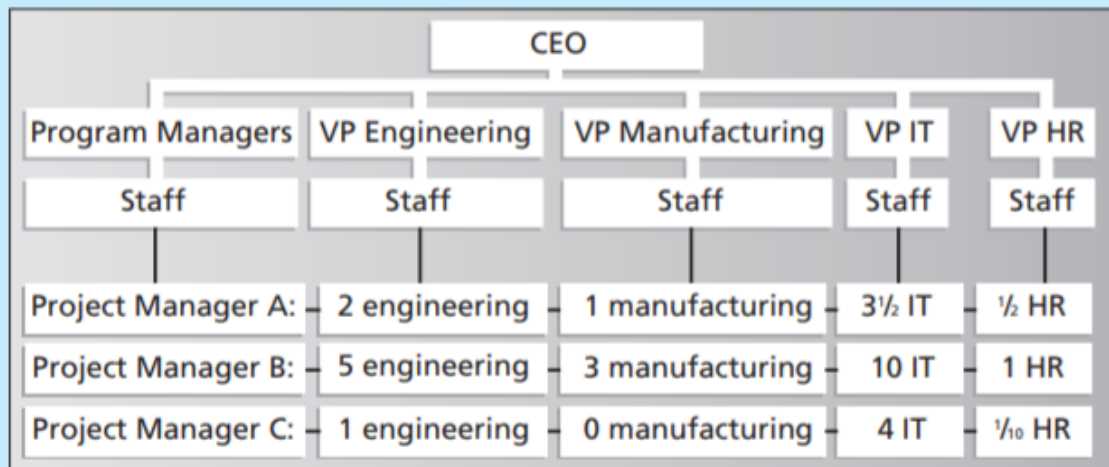 CEO
Program Managers VP Engineering VP Manufacturing VP IT VP HR
Staff Staff Staff Staff Staff
Project Manager A: 2 engineering 1 manufacturing 3½ IT ½ HR
Project Manager B: 5 engineering 3 manufacturing 10 IT 1 HR
Project Manager C: 1 engineering 0 manufacturing 4 IT 1/10 HR